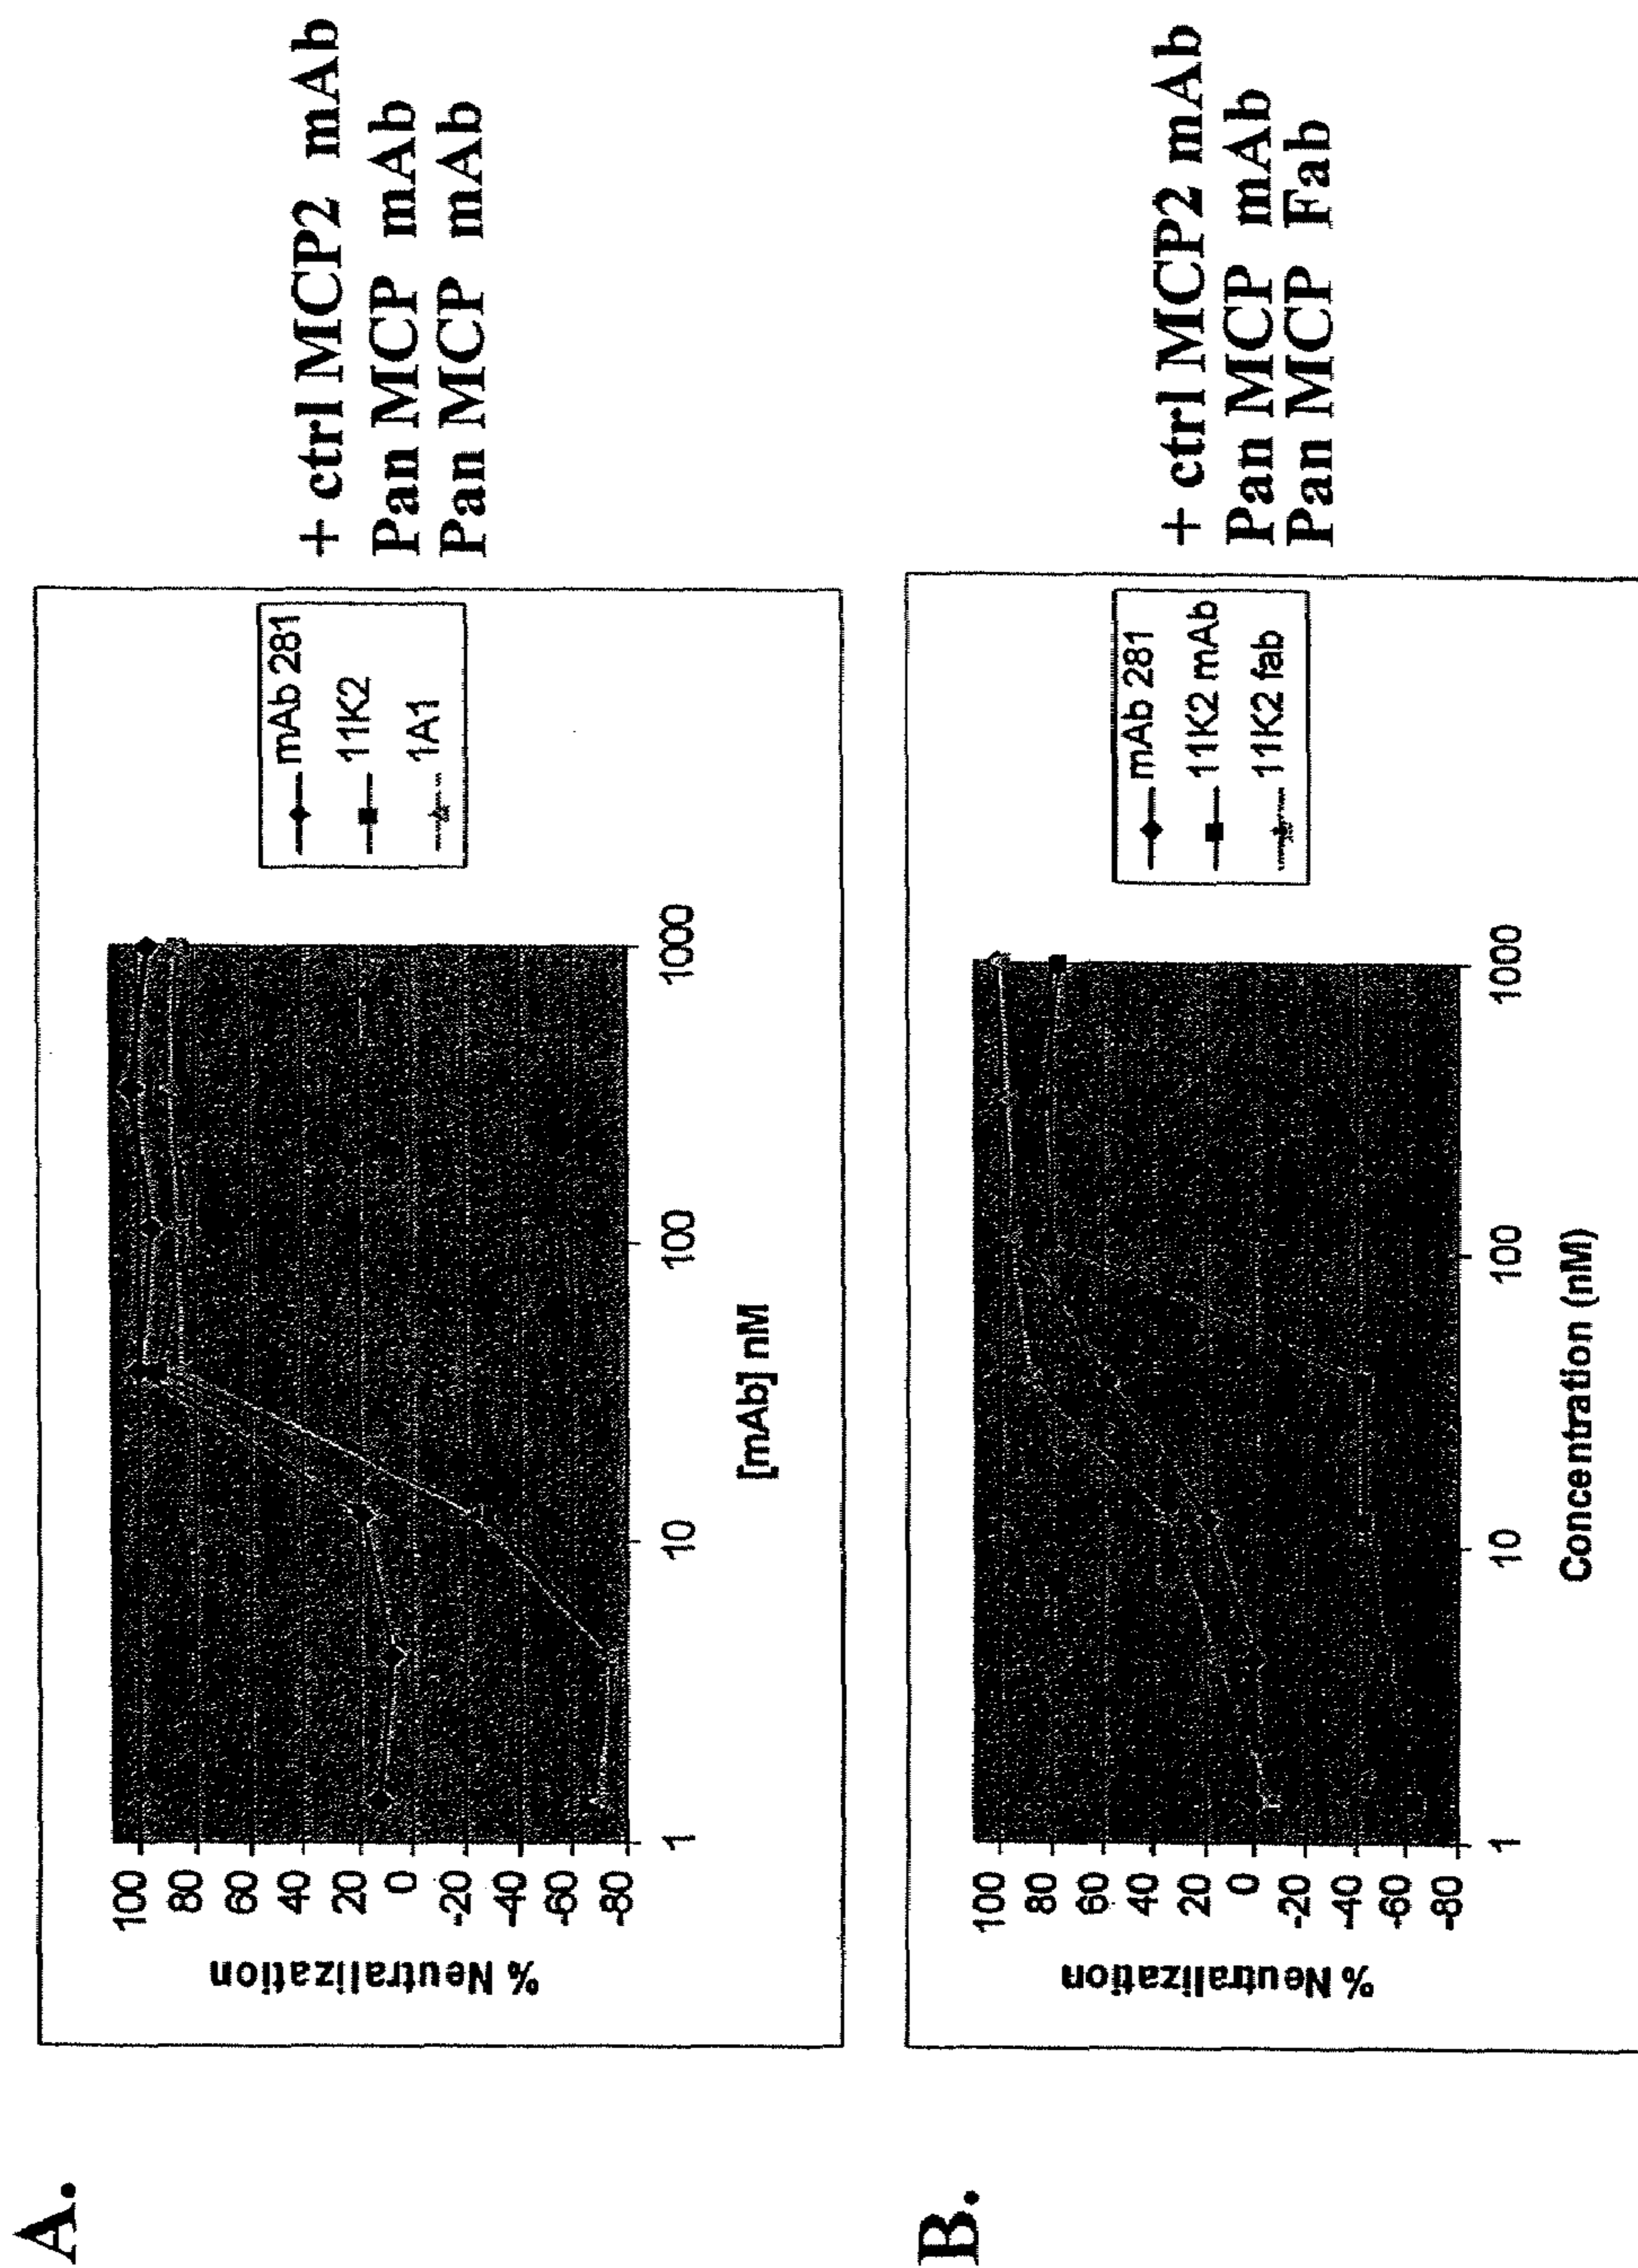 A.
% Neutralization
100
80
60
40
20
0
-20
-40
-60
-80
1
10
100
1000
[mAb] nM
mAb 281
11K2
1A1
+ ctrl MCP2 mAb
Pan MCP mAb
Pan MCP mAb
B.
% Neutralization
100
80
60
40
20
0
-20
-40
-60
-80
1
10
100
1000
Concentration (nM)
mAb 281
11K2 mAb
11K2 fab
+ ctrl MCP2 mAb
Pan MCP mAb
Pan MCP Fab